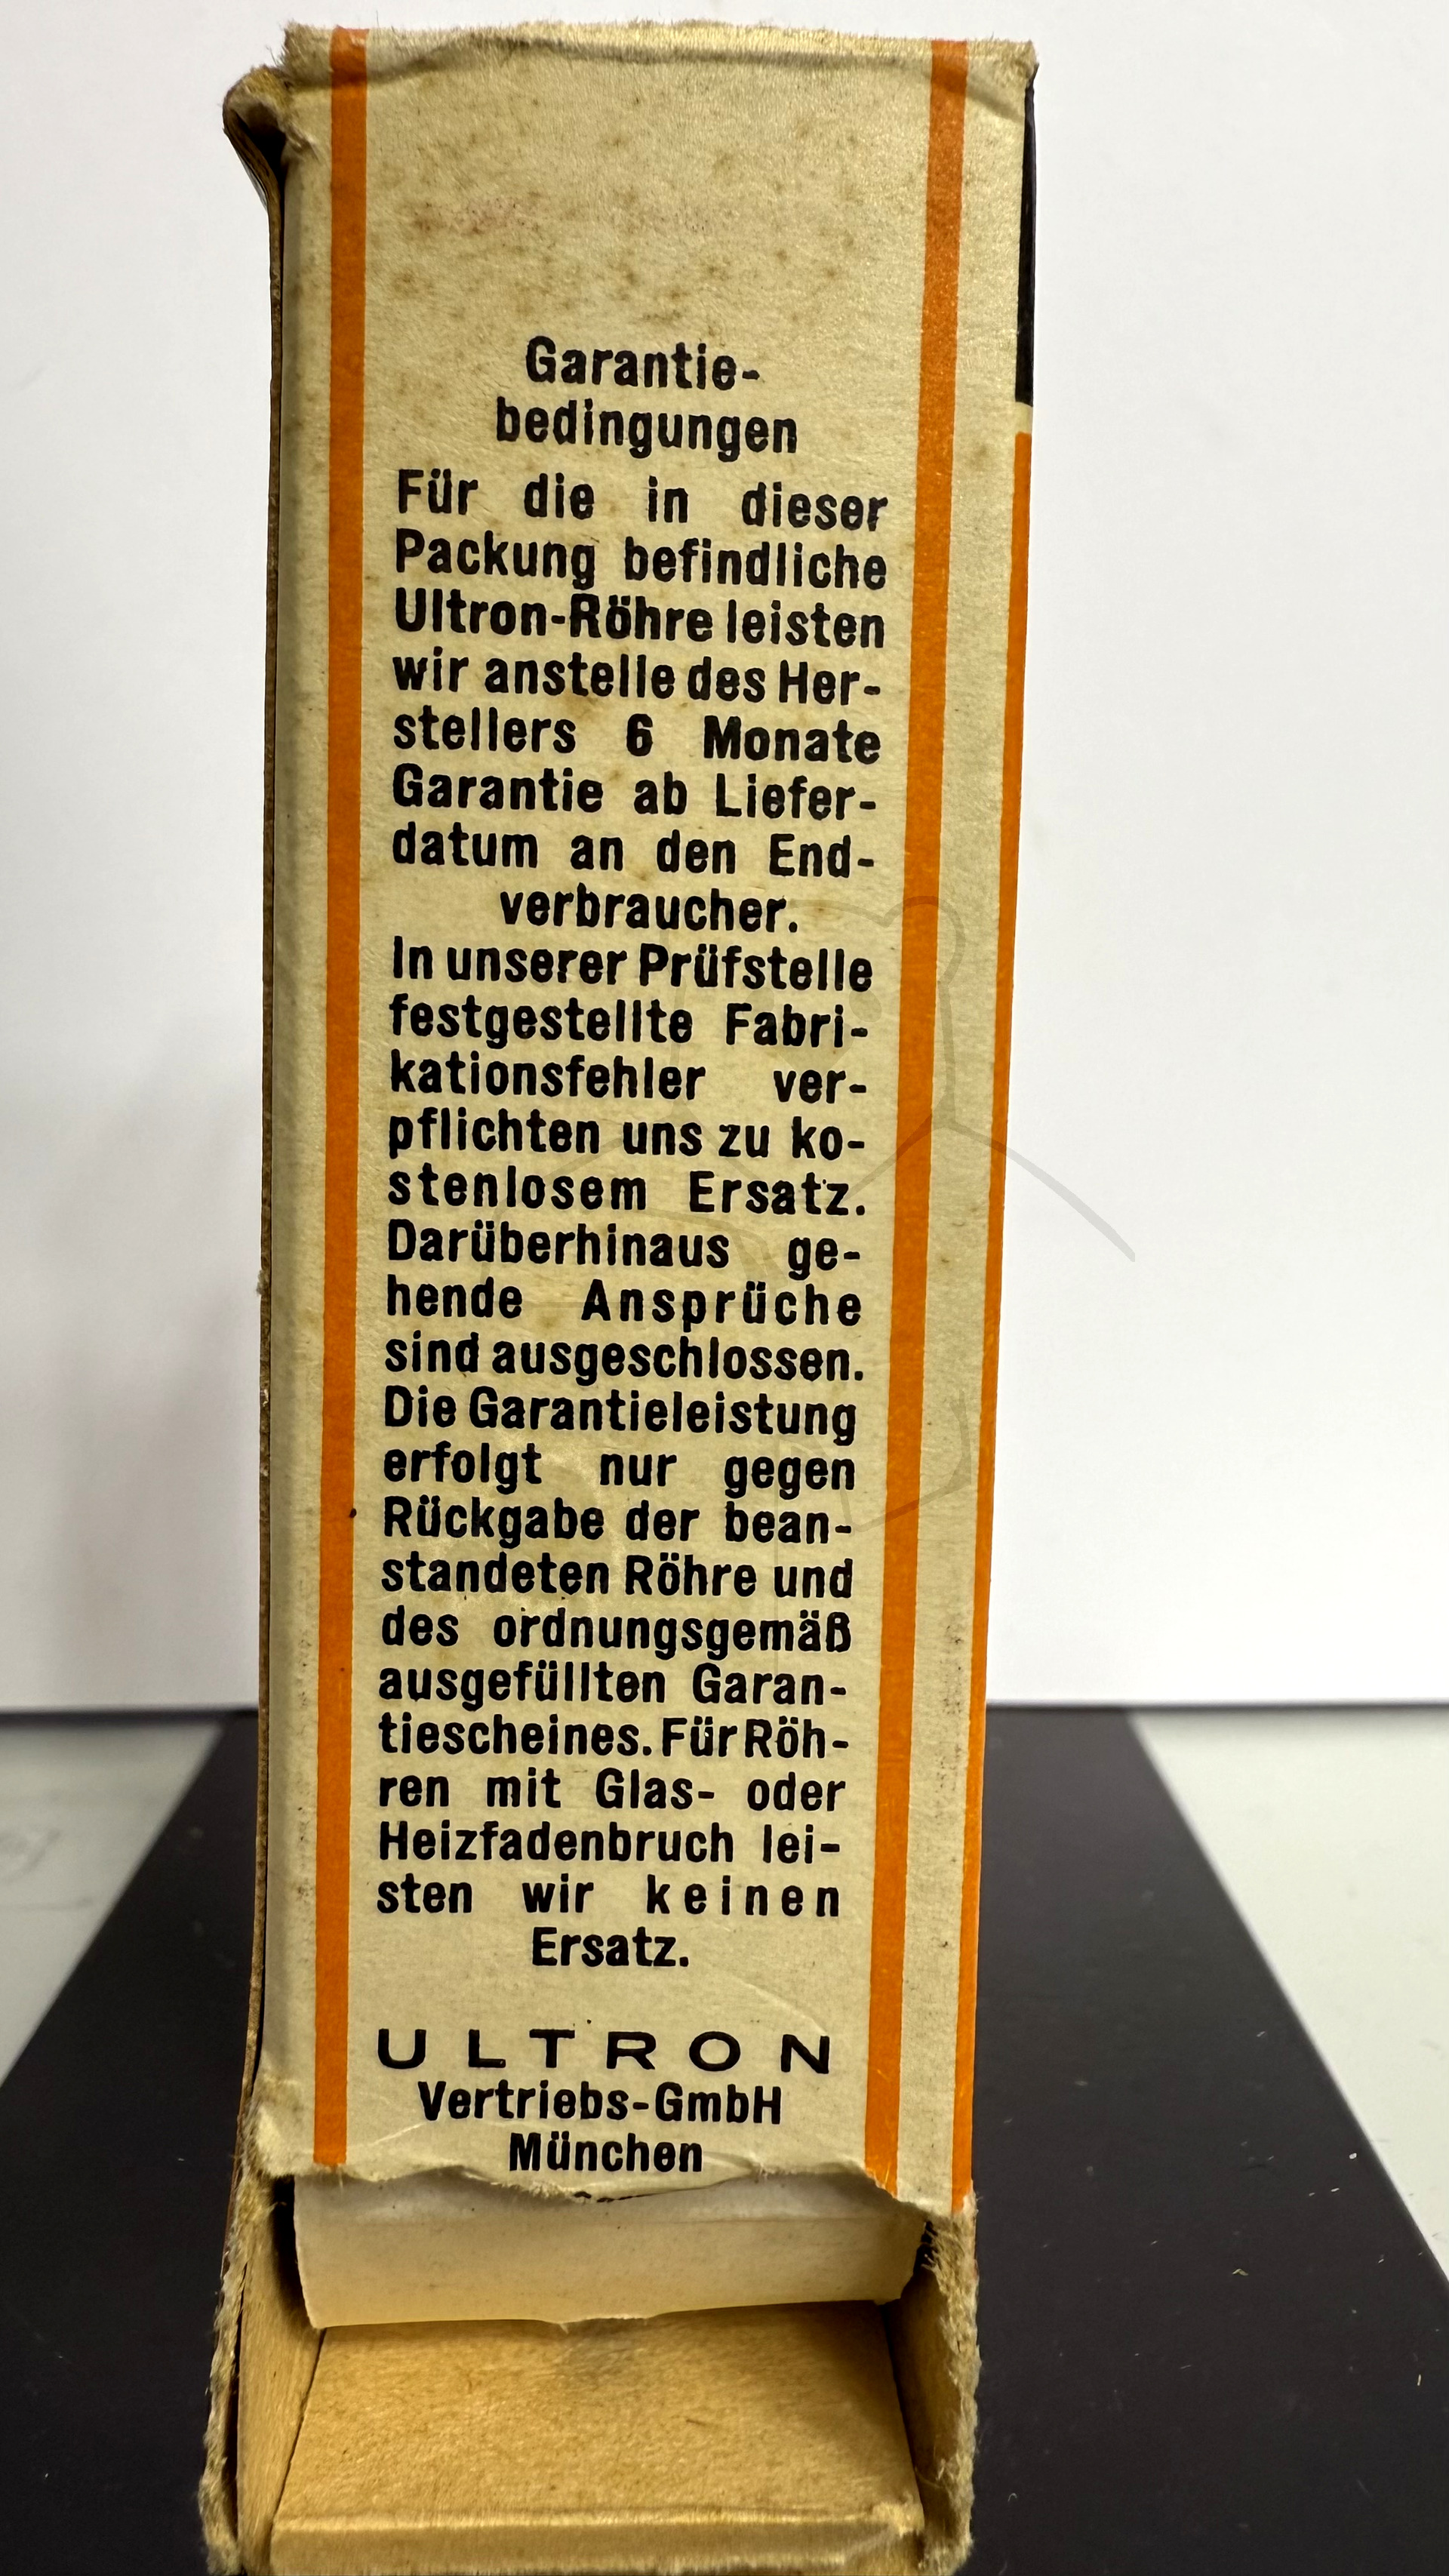 Garantie-
bedingungen
Für die in dieser
Packung befindliche
Ultron-Röhre leisten
wir anstelle des Her-
stellers 6 Monate
Garantie ab Liefer-
datum an den End-
verbraucher.
In unserer Prüfstelle
festgestellte Fabri-
kationsfehler ver-
pflichten uns zu ko-
stenlosem Ersatz.
Darüberhinaus ge-
hende Ansprüche
sind ausgeschlossen.
Die Garantieleistung
erfolgt nur gegen
Rückgabe der bean-
standeten Röhre und
des ordnungsgemäß
ausgefüllten Garan-
tiescheines. Für Röh-
ren mit Glas- oder
Heizfadenbruch lei-
sten wir keinen
Ersatz.
ULTRON
Vertriebs-GmbH
München